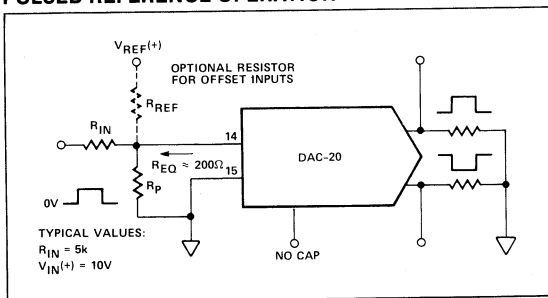 PULSED REFERENCE OPERATION
VREF(+)
OPTIONAL RESISTOR
FOR OFFSET INPUTS
RREF
RIN
14
REQ ≈ 200Ω
15
DAC-20
RP
0V
TYPICAL VALUES:
RIN = 5k
VIN(+) = 10V
NO CAP